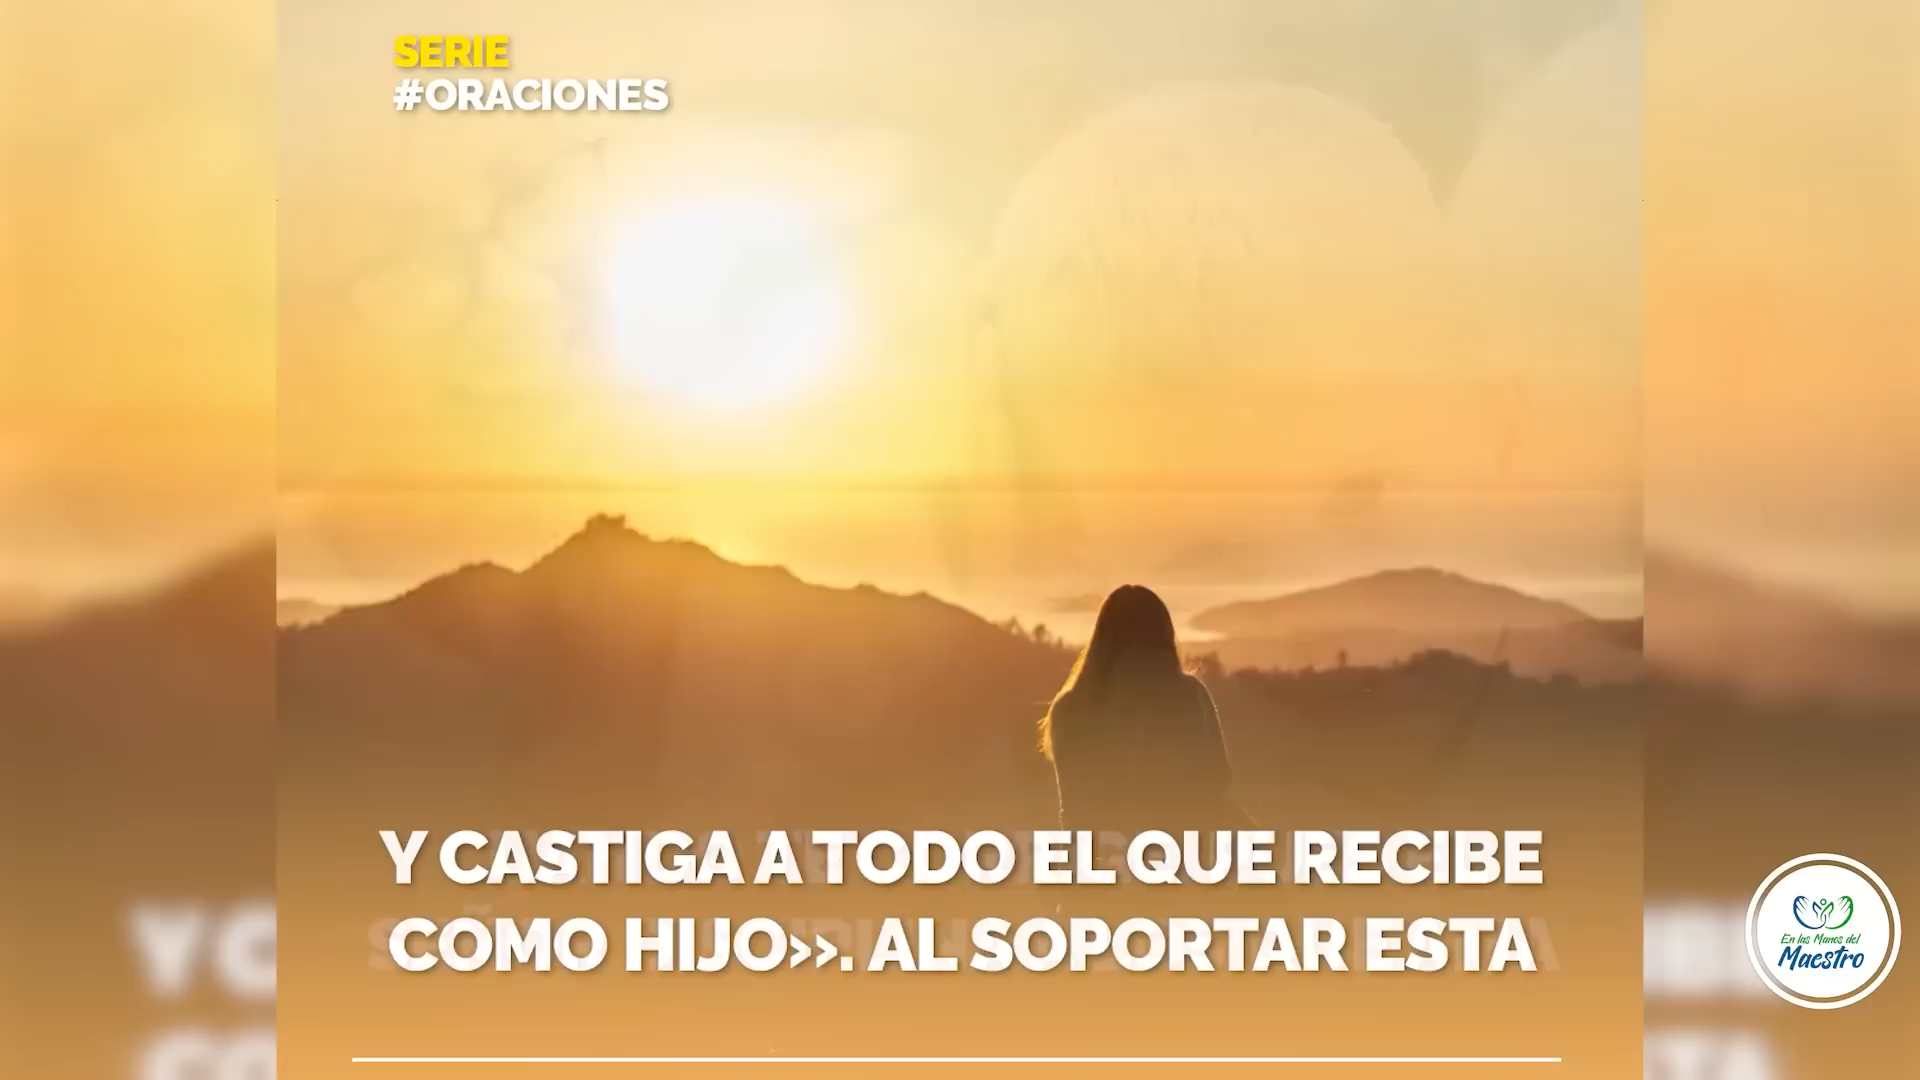 SERIE
#ORACIONES
Y CASTIGA A TODO EL QUE RECIBE
COMO HIJO>>. AL SOPORTAR ESTA
En las Manos del
Maestro